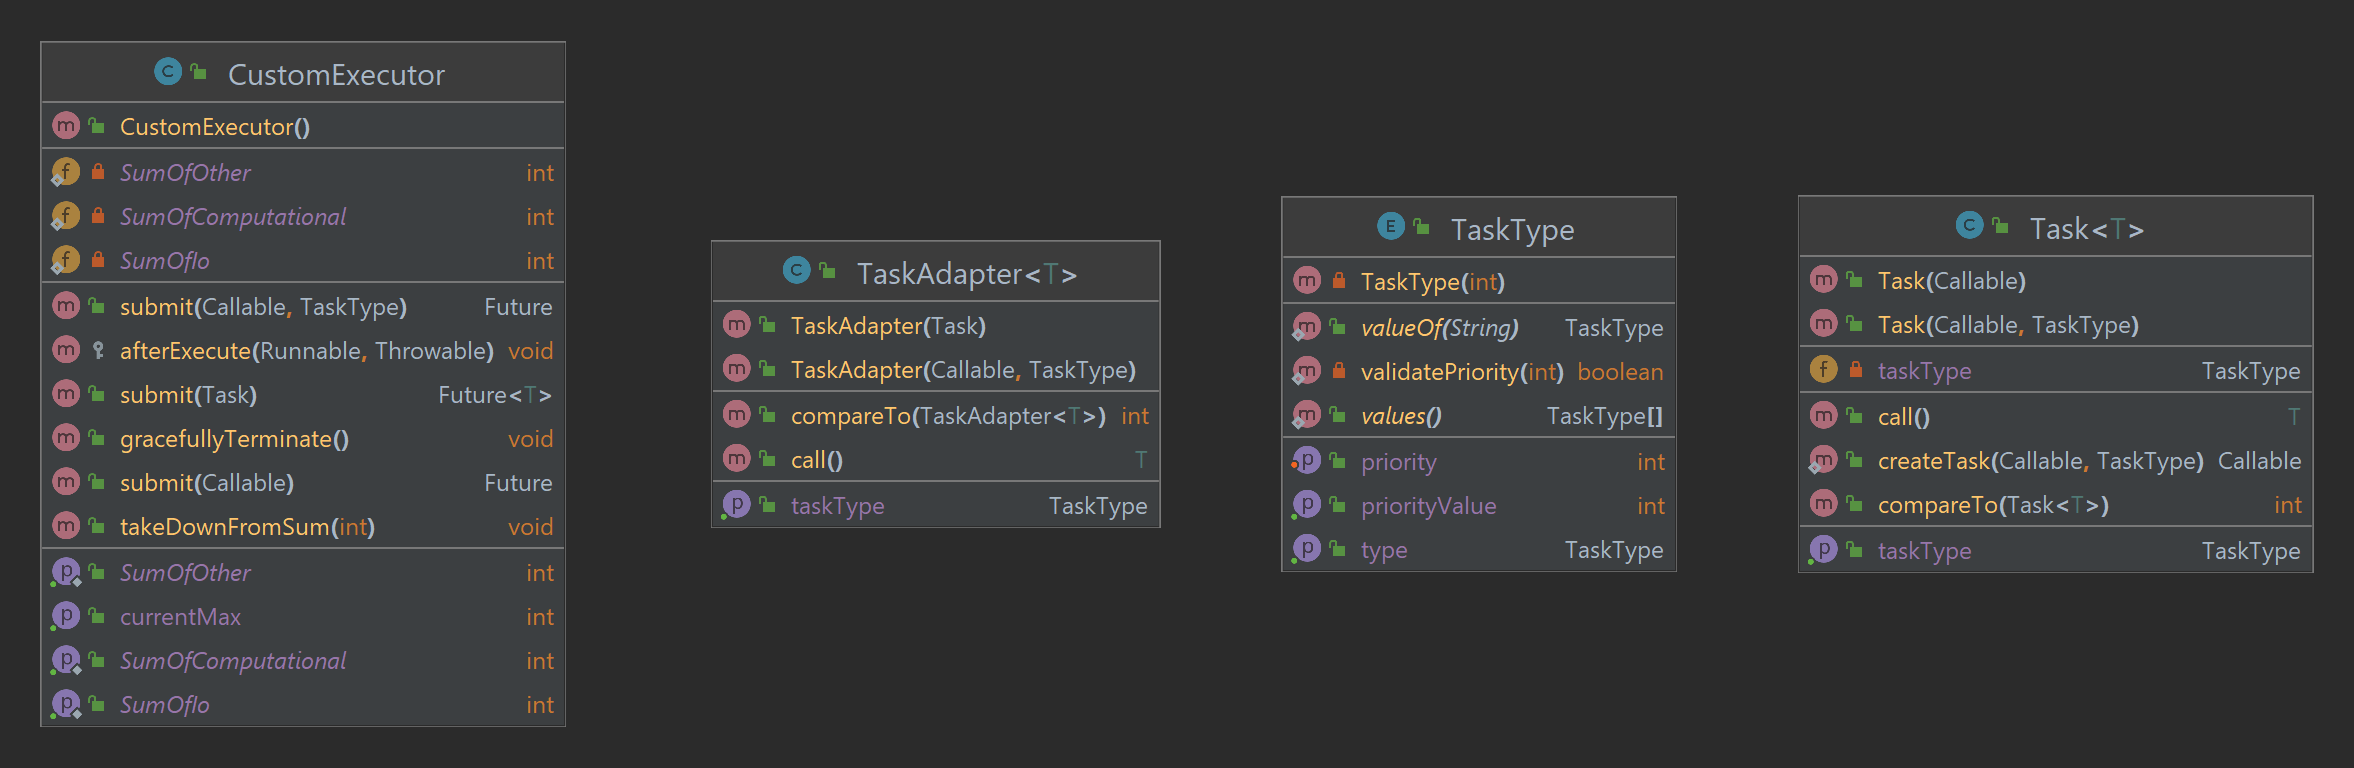 CustomExecutor
CustomExecutor()
SumOfOther int
SumOfComputational int
SumOfIo int
submit(Callable, TaskType) Future
afterExecute(Runnable, Throwable) void
submit(Task) Future<T>
gracefullyTerminate() void
submit(Callable) Future
takeDownFromSum(int) void
SumOfOther int
currentMax int
SumOfComputational int
SumOfIo int
TaskAdapter<T>
TaskAdapter(Task)
TaskAdapter(Callable, TaskType)
compareTo(TaskAdapter<T>) int
call() T
taskType TaskType
TaskType
TaskType(int)
valueOf(String) TaskType
validatePriority(int) boolean
values() TaskType[]
priority int
priorityValue int
type TaskType
Task<T>
Task(Callable)
Task(Callable, TaskType)
taskType TaskType
call() T
createTask(Callable, TaskType) Callable
compareTo(Task<T>) int
taskType TaskType